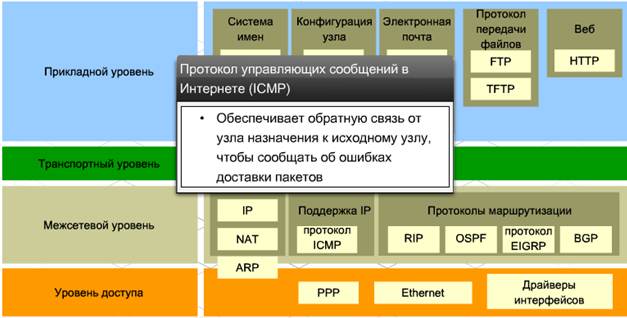 Прикладной уровень
Система
имен
Конфигурация
узла
Электронная
почта
Протокол
передачи
файлов
FTP
TFTP
Веб
HTTP
Протокол управляющих сообщений в
Интернете (ICMP)
• Обеспечивает обратную связь от
узла назначения к исходному узлу,
чтобы сообщать об ошибках
доставки пакетов
Транспортный уровень
Межсетевой уровень
IP
NAT
ARP
Поддержка IP
протокол
ICMP
Протоколы маршрутизации
RIP
OSPF
протокол
EIGRP
BGP
Уровень доступа
PPP
Ethernet
Драйверы
интерфейсов